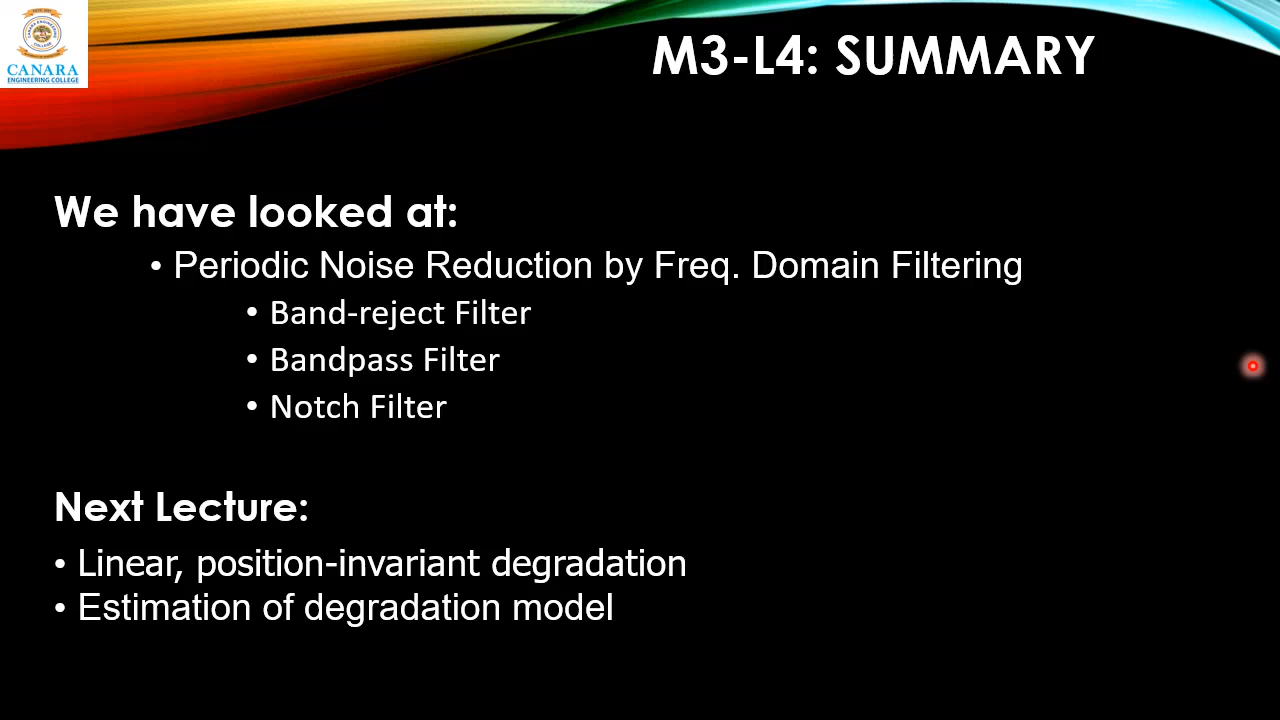 CANARA
ENGINEERING COLLEGE
M3-L4: SUMMARY
We have looked at:
• Periodic Noise Reduction by Freq. Domain Filtering
• Band-reject Filter
• Bandpass Filter
• Notch Filter
Next Lecture:
• Linear, position-invariant degradation
• Estimation of degradation model